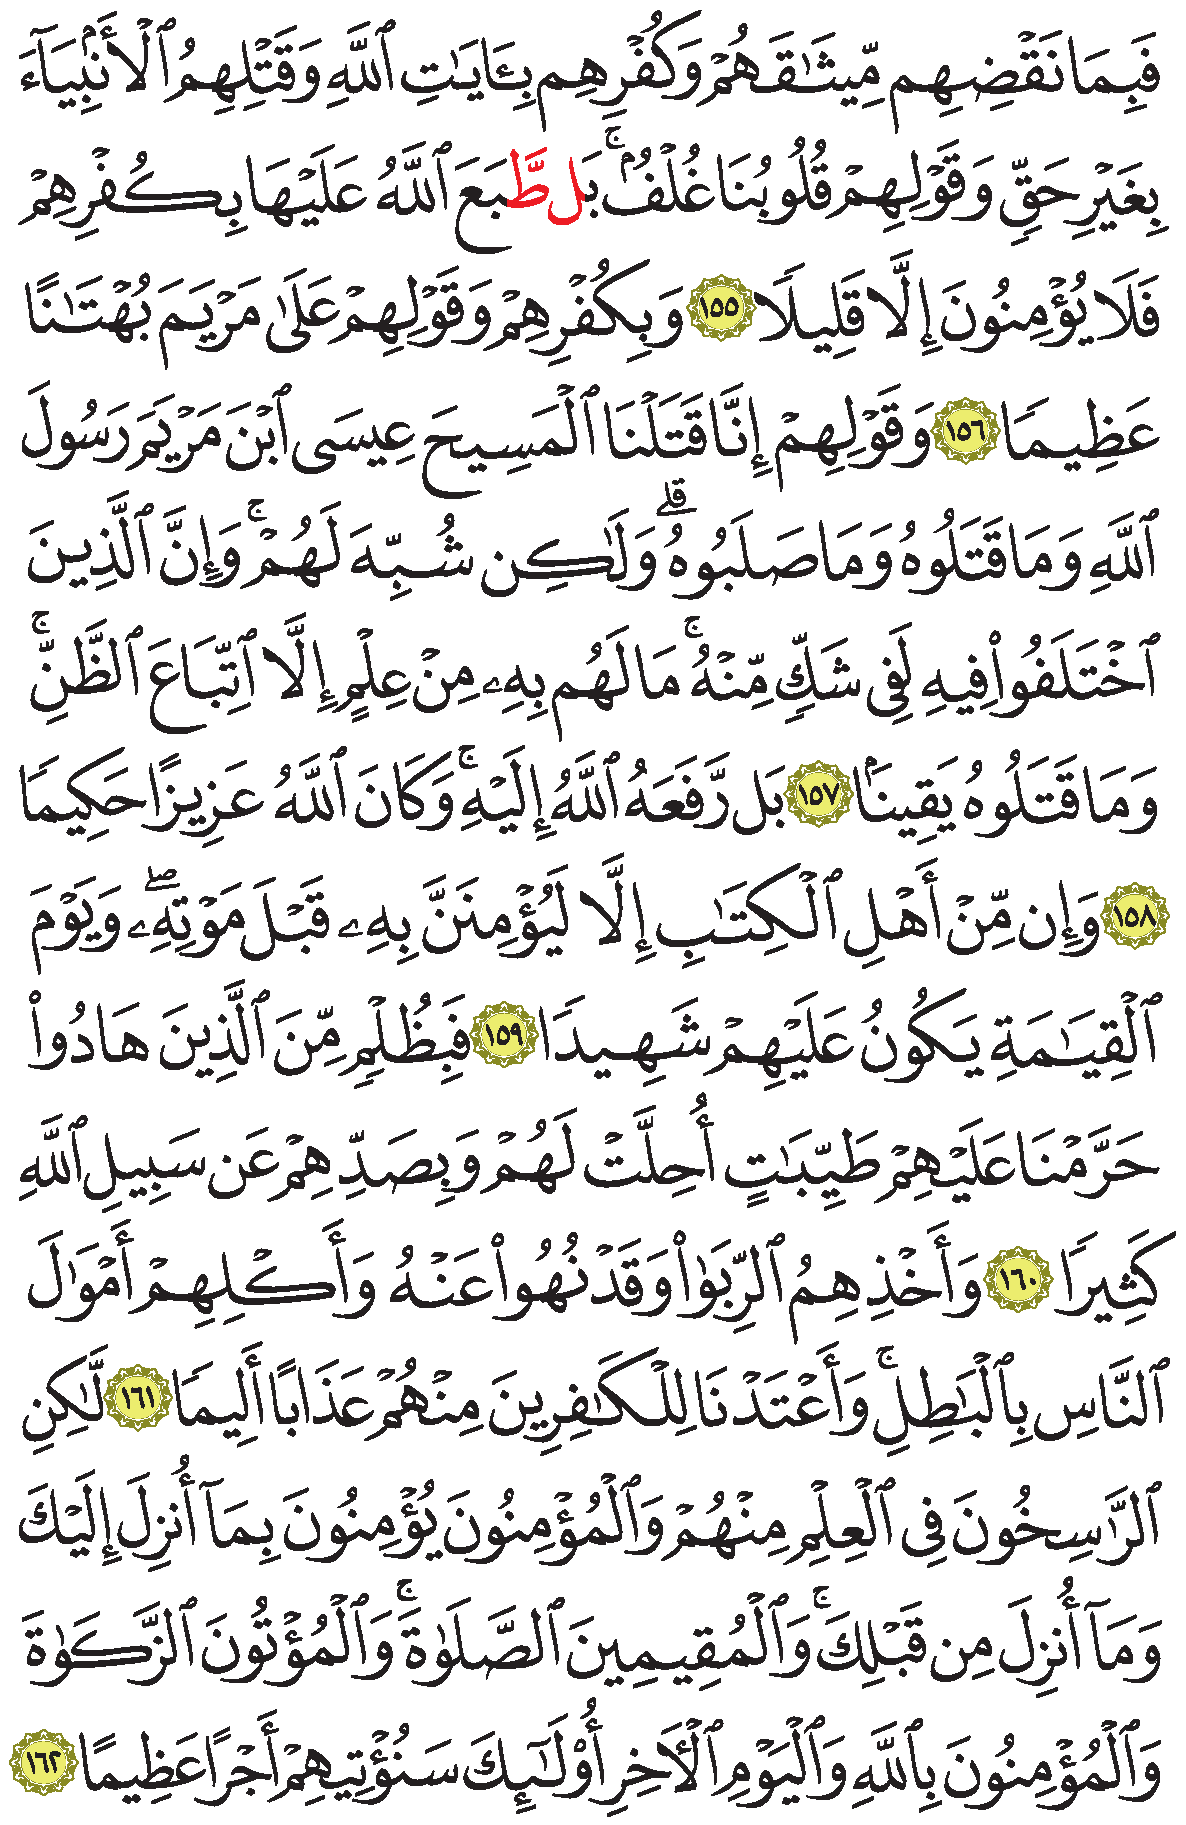 فَبِمَا نَقْضِهِم مِّيثَٰقَهُمْ وَكُفْرِهِم بِـَٔايَٰتِ ٱللَّهِ وَقَتْلِهِمُ ٱلْأَنۢبِيَآءَ
بِغَيْرِ حَقٍّ وَقَوْلِهِمْ قُلُوبُنَا غُلْفٌۢ ۚ بَل طَّبَعَ ٱللَّهُ عَلَيْهَا بِكُفْرِهِمْ
فَلَا يُؤْمِنُونَ إِلَّا قَلِيلًا ١٥٥ وَبِكُفْرِهِمْ وَقَوْلِهِمْ عَلَىٰ مَرْيَمَ بُهْتَٰنًا
عَظِيمًا ١٥٦ وَقَوْلِهِمْ إِنَّا قَتَلْنَا ٱلْمَسِيحَ عِيسَى ٱبْنَ مَرْيَمَ رَسُولَ
ٱللَّهِ وَمَا قَتَلُوهُ وَمَا صَلَبُوهُ ۗ وَلَٰكِن شُبِّهَ لَهُمْ ۚ وَإِنَّ ٱلَّذِينَ
ٱخْتَلَفُوا۟ فِيهِ لَفِى شَكٍّ مِّنْهُ ۚ مَا لَهُم بِهِۦ مِنْ عِلْمٍ إِلَّا ٱتِّبَاعَ ٱلظَّنِّ ۚ
وَمَا قَتَلُوهُ يَقِينًۢا ١٥٧ بَل رَّفَعَهُ ٱللَّهُ إِلَيْهِ ۚ وَكَانَ ٱللَّهُ عَزِيزًا حَكِيمًا
١٥٨ وَإِن مِّنْ أَهْلِ ٱلْكِتَٰبِ إِلَّا لَيُؤْمِنَنَّ بِهِۦ قَبْلَ مَوْتِهِۦ ۖ وَيَوْمَ
ٱلْقِيَٰمَةِ يَكُونُ عَلَيْهِمْ شَهِيدًا ١٥٩ فَبِظُلْمٍ مِّنَ ٱلَّذِينَ هَادُوا۟
حَرَّمْنَا عَلَيْهِمْ طَيِّبَٰتٍ أُحِلَّتْ لَهُمْ وَبِصَدِّهِمْ عَن سَبِيلِ ٱللَّهِ
كَثِيرًا ١٦٠ وَأَخْذِهِمُ ٱلرِّبَوٰا۟ وَقَدْ نُهُوا۟ عَنْهُ وَأَكْلِهِمْ أَمْوَٰلَ
ٱلنَّاسِ بِٱلْبَٰطِلِ ۚ وَأَعْتَدْنَا لِلْكَٰفِرِينَ مِنْهُمْ عَذَابًا أَلِيمًا ١٦١ لَّٰكِنِ
ٱلرَّٰسِخُونَ فِى ٱلْعِلْمِ مِنْهُمْ وَٱلْمُؤْمِنُونَ يُؤْمِنُونَ بِمَآ أُنزِلَ إِلَيْكَ
وَمَآ أُنزِلَ مِن قَبْلِكَ ۚ وَٱلْمُقِيمِينَ ٱلصَّلَوٰةَ ۚ وَٱلْمُؤْتُونَ ٱلزَّكَوٰةَ
وَٱلْمُؤْمِنُونَ بِٱللَّهِ وَٱلْيَوْمِ ٱلْـَٔاخِرِ أُو۟لَٰٓئِكَ سَنُؤْتِيهِمْ أَجْرًا عَظِيمًا ١٦٢